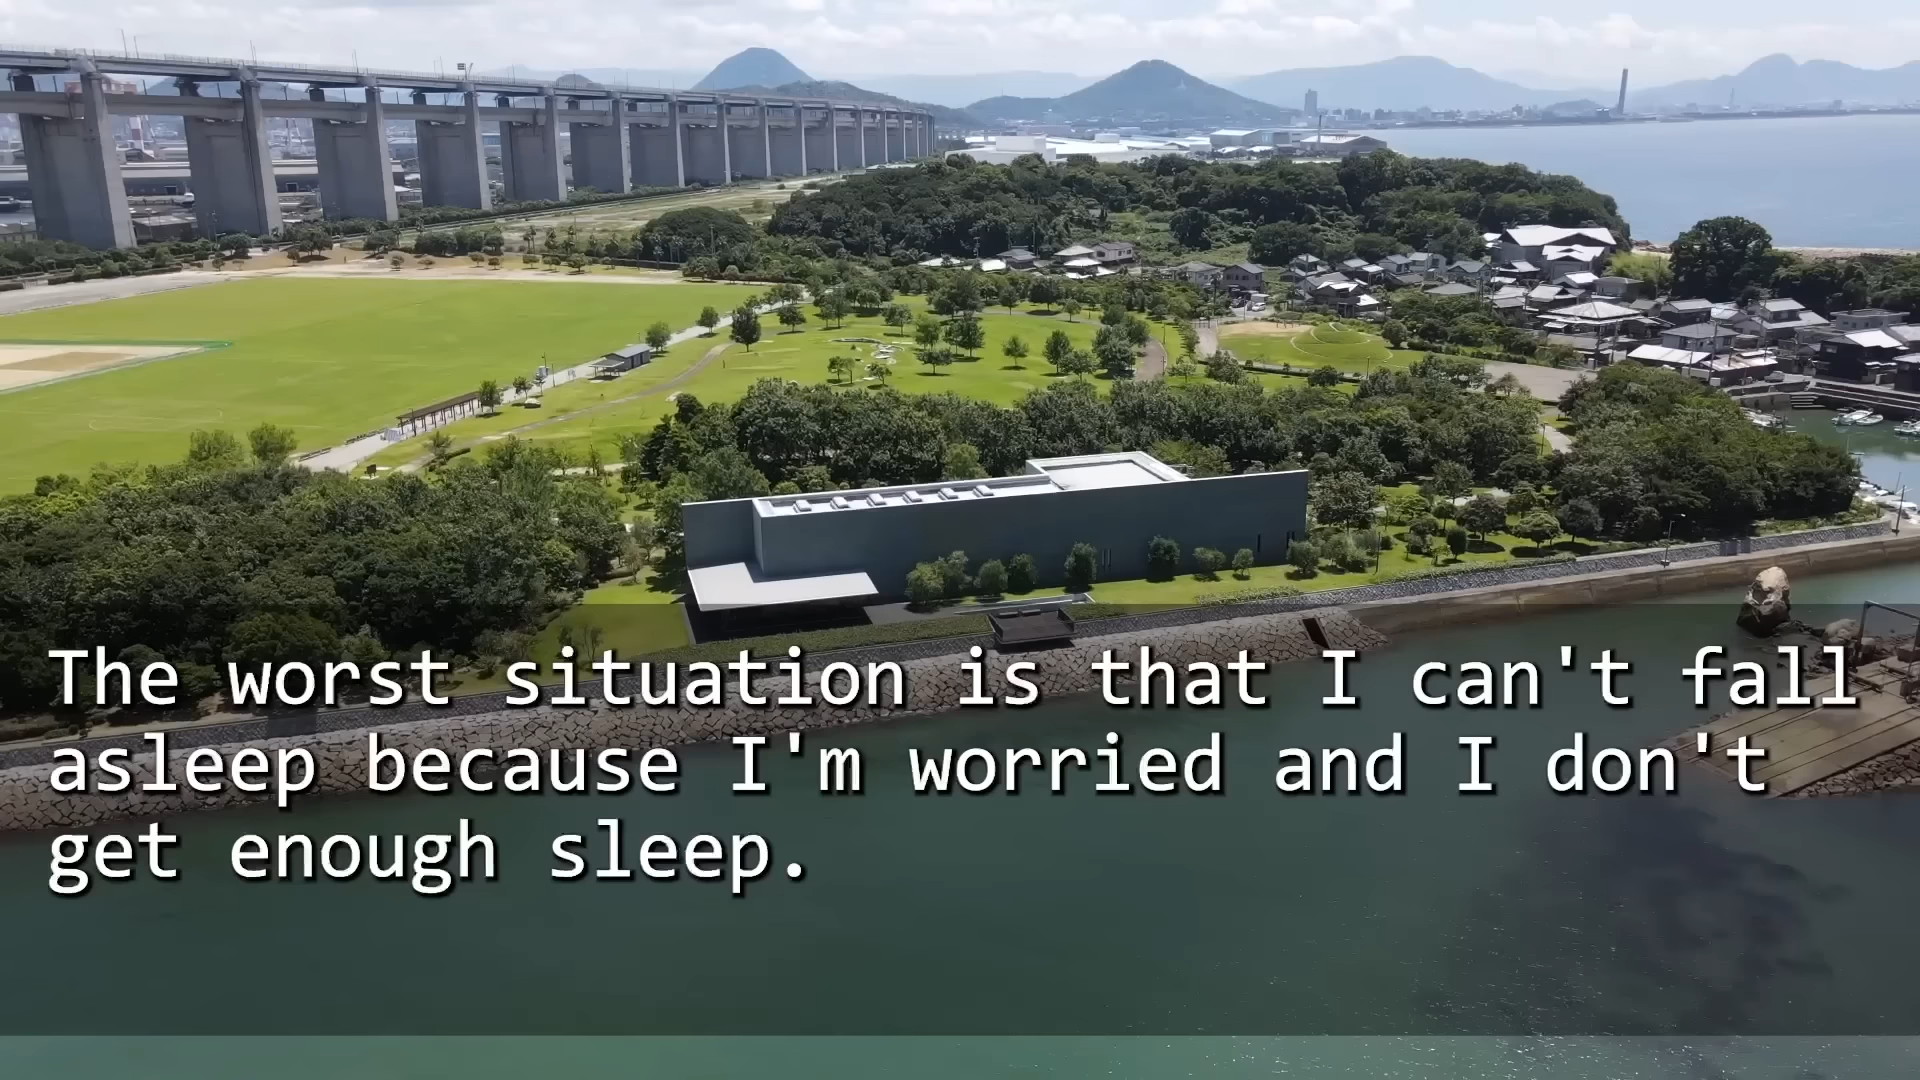 The worst situation is that I can't fall
asleep because I'm worried and I don't
get enough sleep.